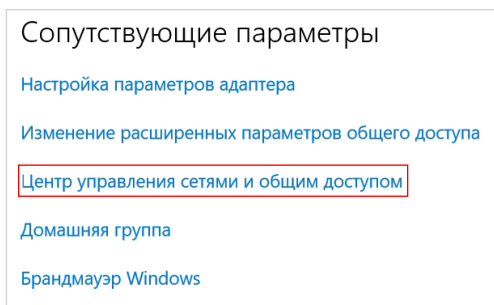 Сопутствующие параметры
Настройка параметров адаптера
Изменение расширенных параметров общего доступа
Центр управления сетями и общим доступом
Домашняя группа
Брандмауэр Windows